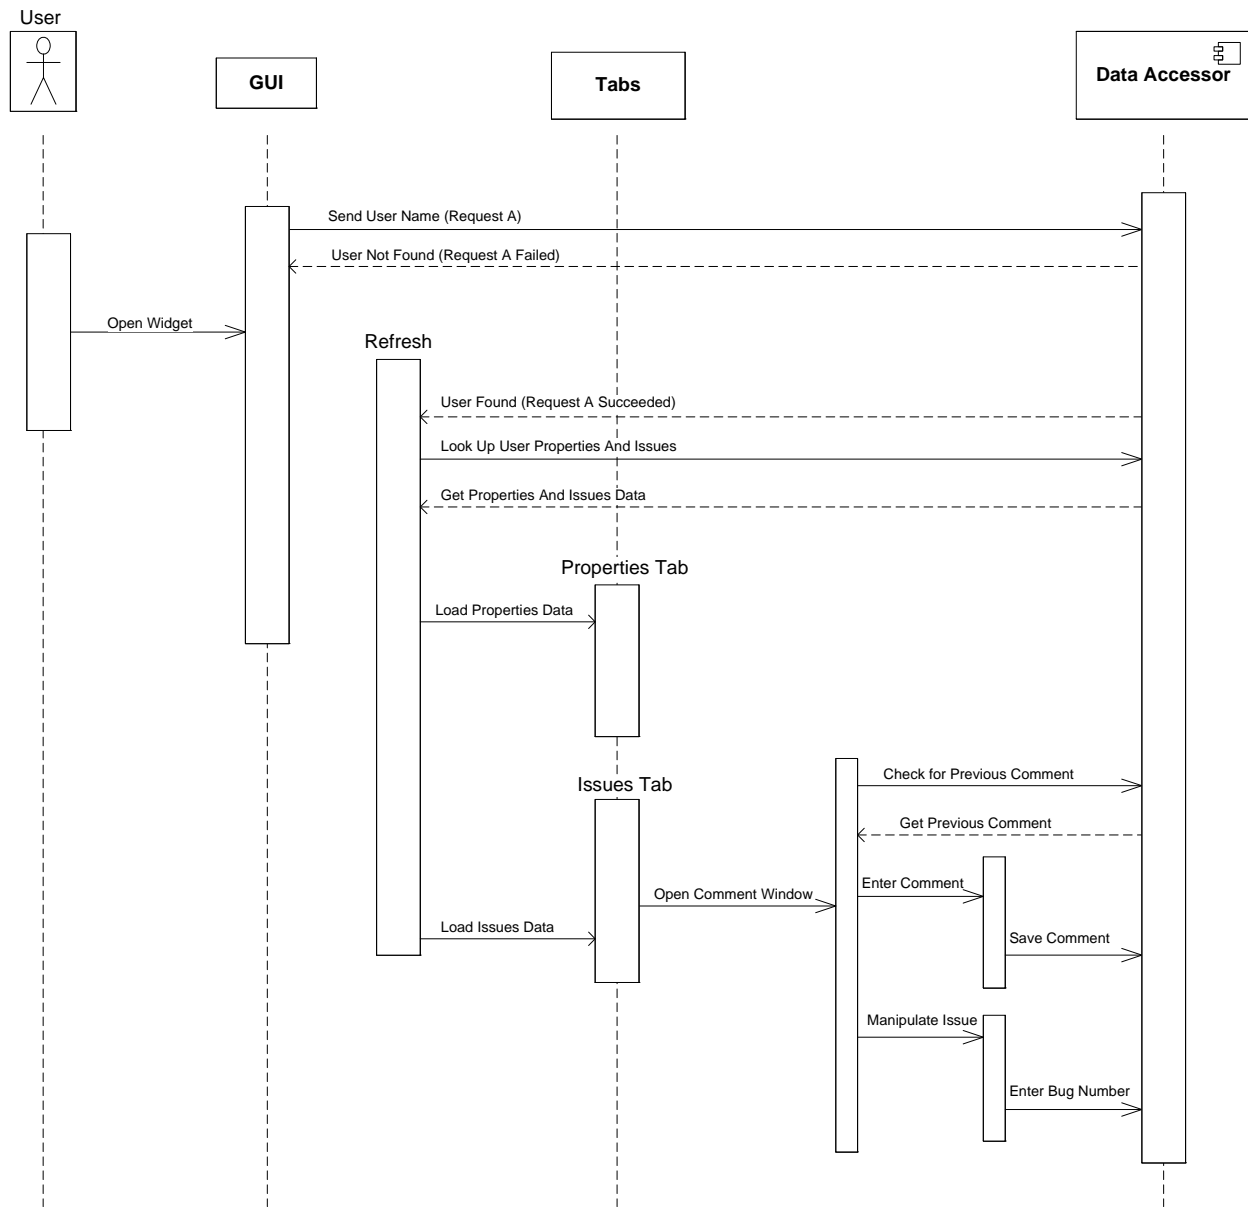 User
GUI
Tabs
Data Accessor
Send User Name (Request A)
User Not Found (Request A Failed)
Open Widget
Refresh
User Found (Request A Succeeded)
Look Up User Properties And Issues
Get Properties And Issues Data
Properties Tab
Load Properties Data
Check for Previous Comment
Issues Tab
Get Previous Comment
Enter Comment
Open Comment Window
Load Issues Data
Save Comment
Manipulate Issue
Enter Bug Number